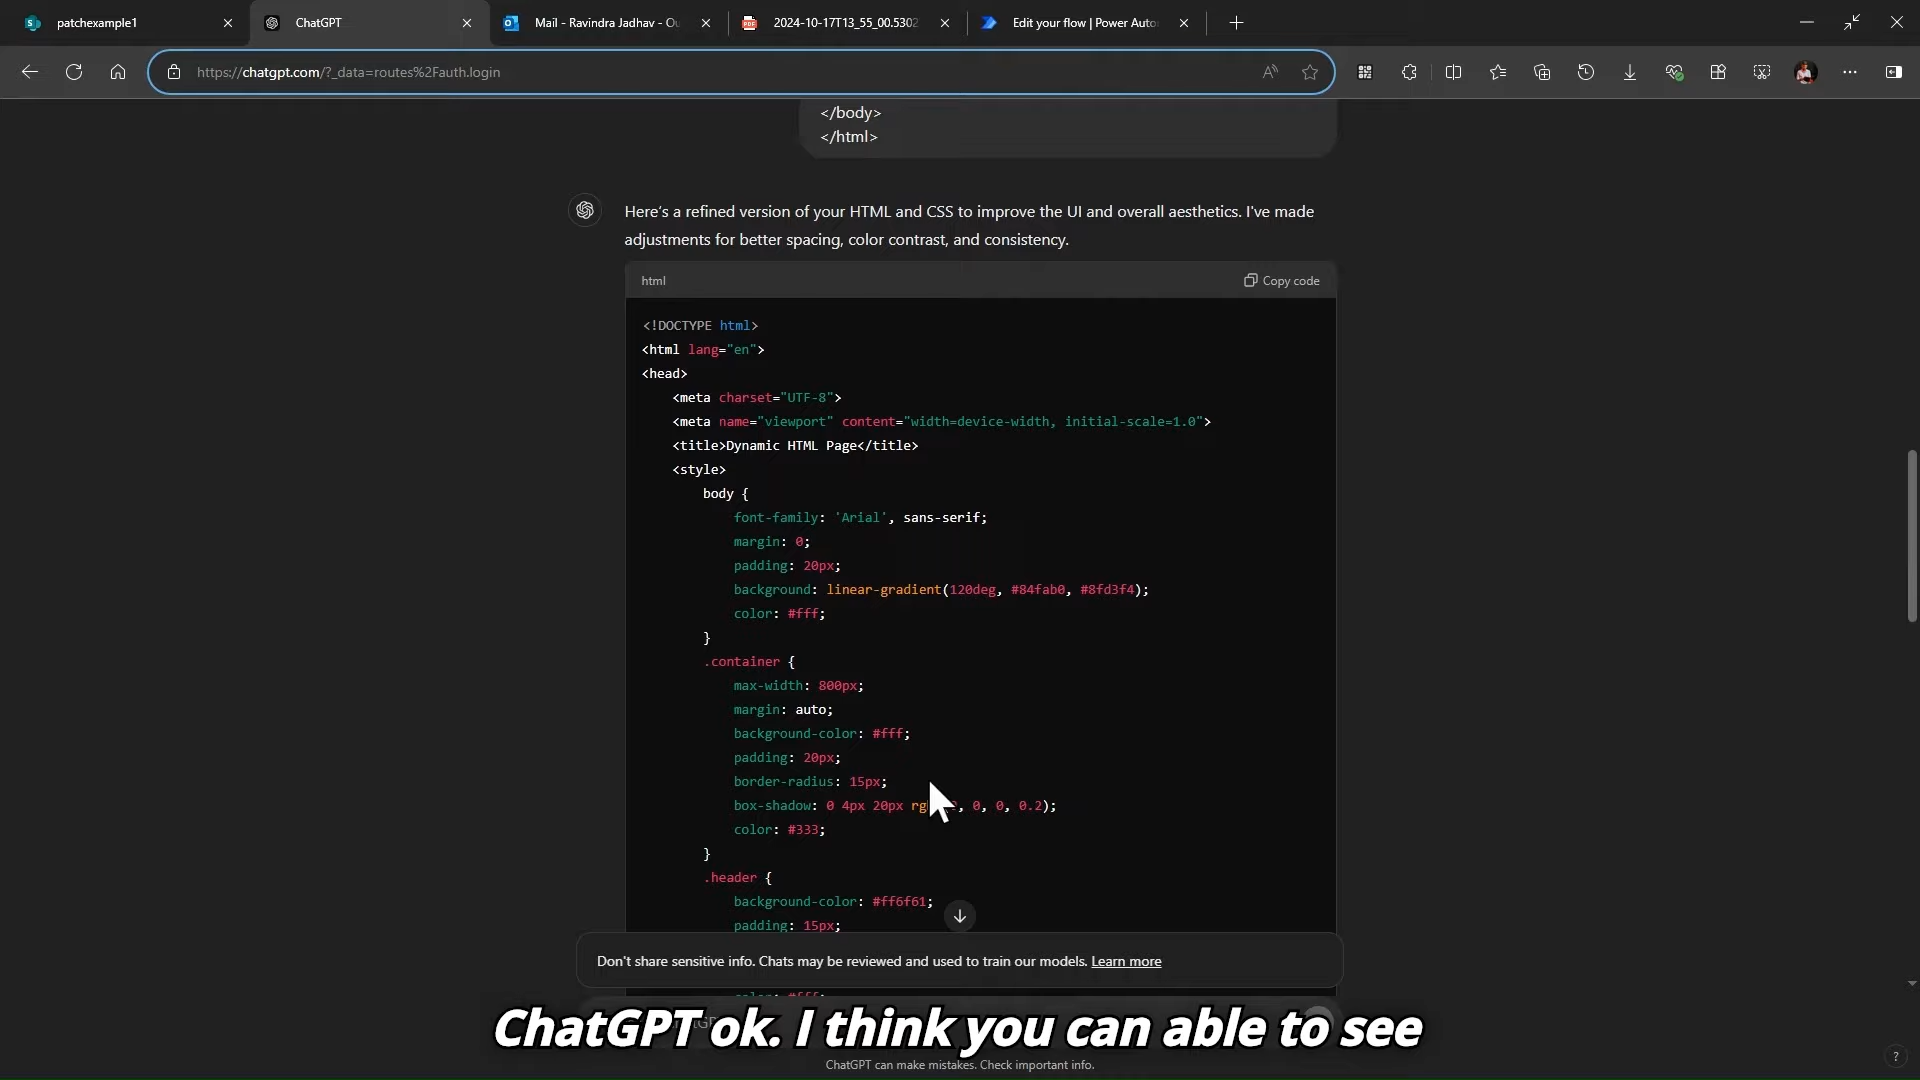 patchexample1
ChatGPT
Mail - Ravindra Jadhav - Ou
2024-10-17T13_55_00.5302
Edit your flow | Power Auto
https://chatgpt.com/?_data=routes%2Fauth.login
</body>
</html>
Here's a refined version of your HTML and CSS to improve the UI and overall aesthetics. I've made
adjustments for better spacing, color contrast, and consistency.
html
Copy code
<!DOCTYPE html>
<html lang="en">
<head>
<meta charset="UTF-8">
<meta name="viewport" content="width=device-width, initial-scale=1.0">
<title>Dynamic HTML Page</title>
<style>
body {
font-family: 'Arial', sans-serif;
margin: 0;
padding: 20px;
background: linear-gradient(120deg, #84fab0, #8fd3f4);
color: #fff;
}
.container {
max-width: 800px;
margin: auto;
background-color: #fff;
padding: 20px;
border-radius: 15px;
box-shadow: 0 4px 20px rg , 0, 0, 0.2);
color: #333;
}
.header {
background-color: #ff6f61;
padding: 15px;
Don't share sensitive info. Chats may be reviewed and used to train our models. Learn more
color: #fff;
ChatGPT ok. I think you can able to see
ChatGPT can make mistakes. Check important info.
?